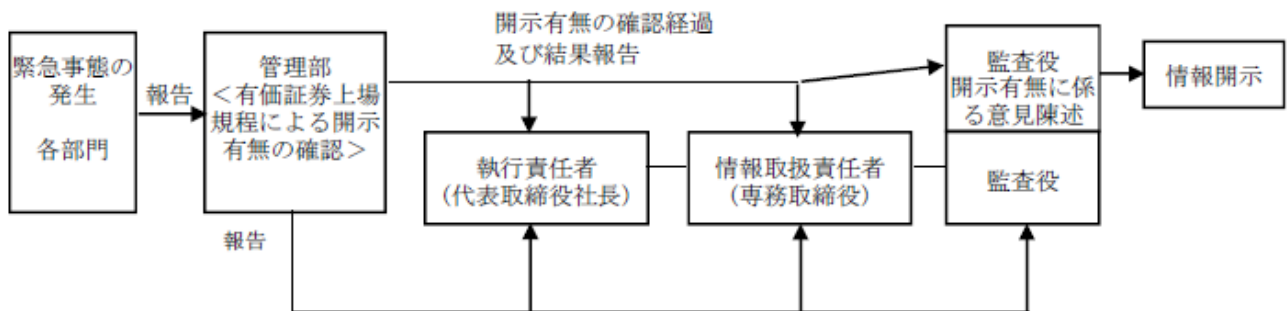 緊急事態の
発生
各部門
報告
管理部
＜有価証券上場
規程による開示
有無の確認＞
開示有無の確認経過
及び結果報告
執行責任者
（代表取締役社長）
情報取扱責任者
（専務取締役）
監査役
開示有無に係
る意見陳述
監査役
情報開示
報告